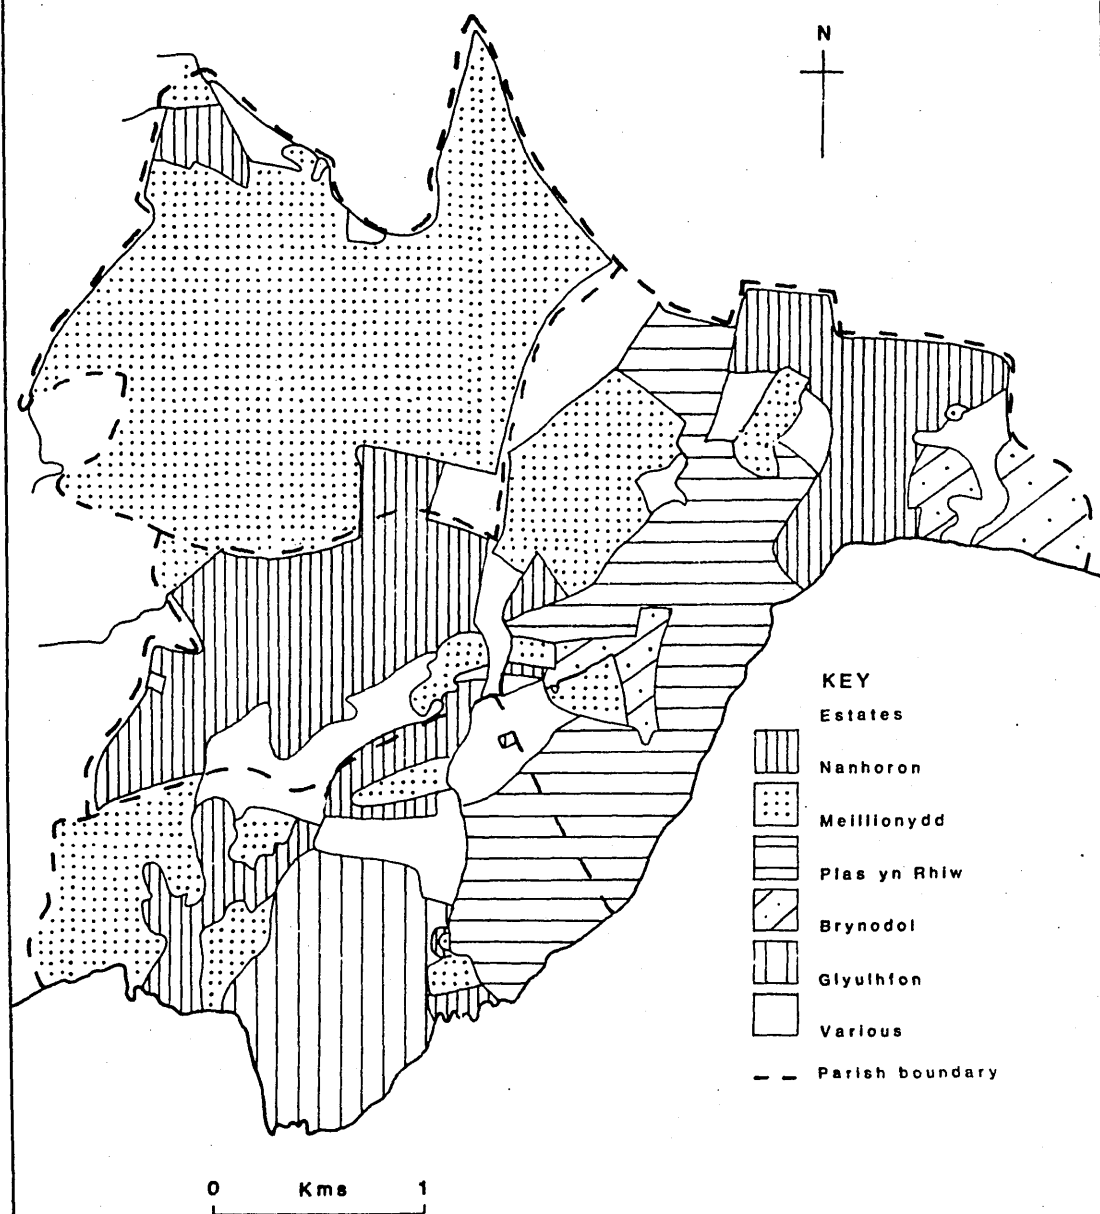 N
KEY
Estates
Nanhoron
Meillionydd
Plas yn Rhiw
Brynodol
Glyulhfon
Various
Parish boundary
0 Kms 1